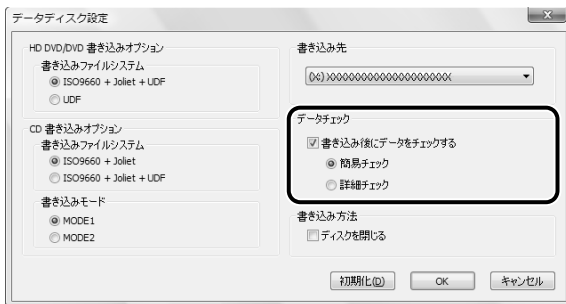 データディスク設定
HD DVD/DVD 書き込みオプション
書き込みファイルシステム
ISO9660 + Joliet + UDF
UDF
CD 書き込みオプション
書き込みファイルシステム
ISO9660 + Joliet
ISO9660 + Joliet + UDF
書き込みモード
MODE1
MODE2
書き込み先
(X:) XXXXXXXXXXXXXXXXXXXX
データチェック
書き込み後にデータをチェックする
簡易チェック
詳細チェック
書き込み方法
ディスクを閉じる
初期化(D)
OK
キャンセル